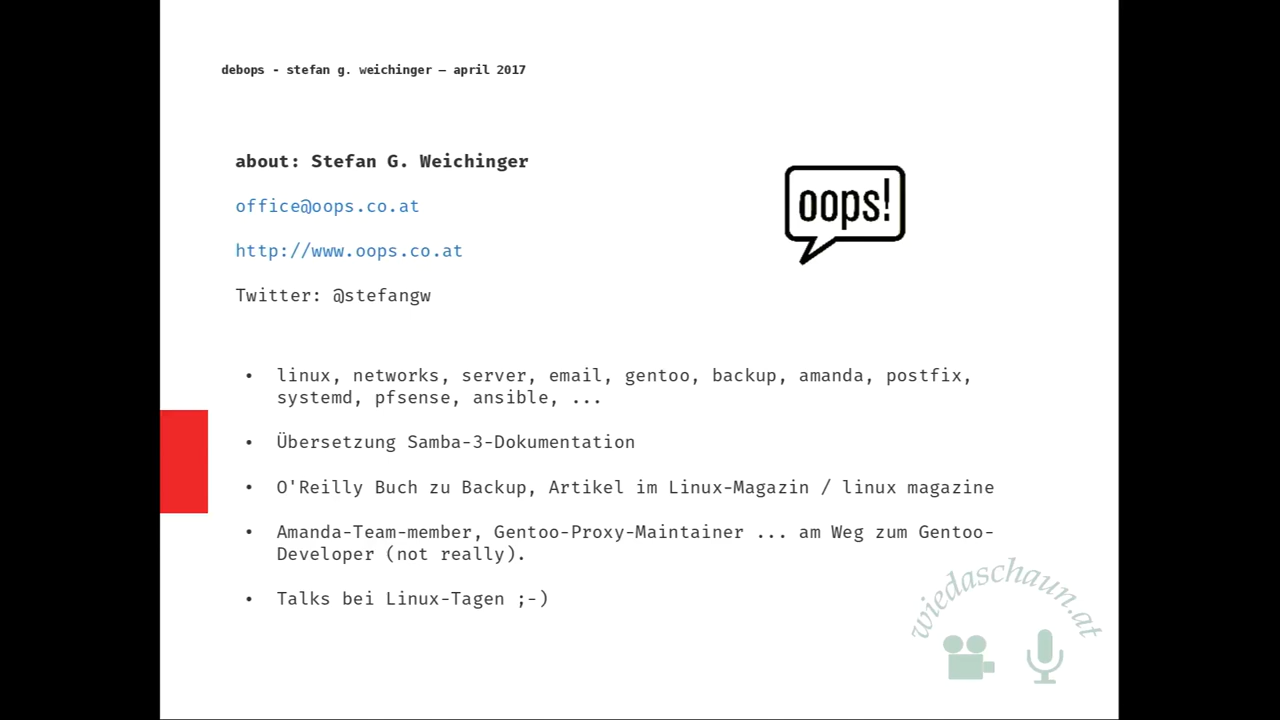 debops - stefan g. weichinger – april 2017
about: Stefan G. Weichinger
oops!
office@oops.co.at
http://www.oops.co.at
Twitter: @stefangw
• linux, networks, server, email, gentoo, backup, amanda, postfix,
systemd, pfsense, ansible, ...
• Übersetzung Samba-3-Dokumentation
• O'Reilly Buch zu Backup, Artikel im Linux-Magazin / linux magazine
• Amanda-Team-member, Gentoo-Proxy-Maintainer ... am Weg zum Gentoo-
Developer (not really).
• Talks bei Linux-Tagen ;-)
wiedaschaun.at